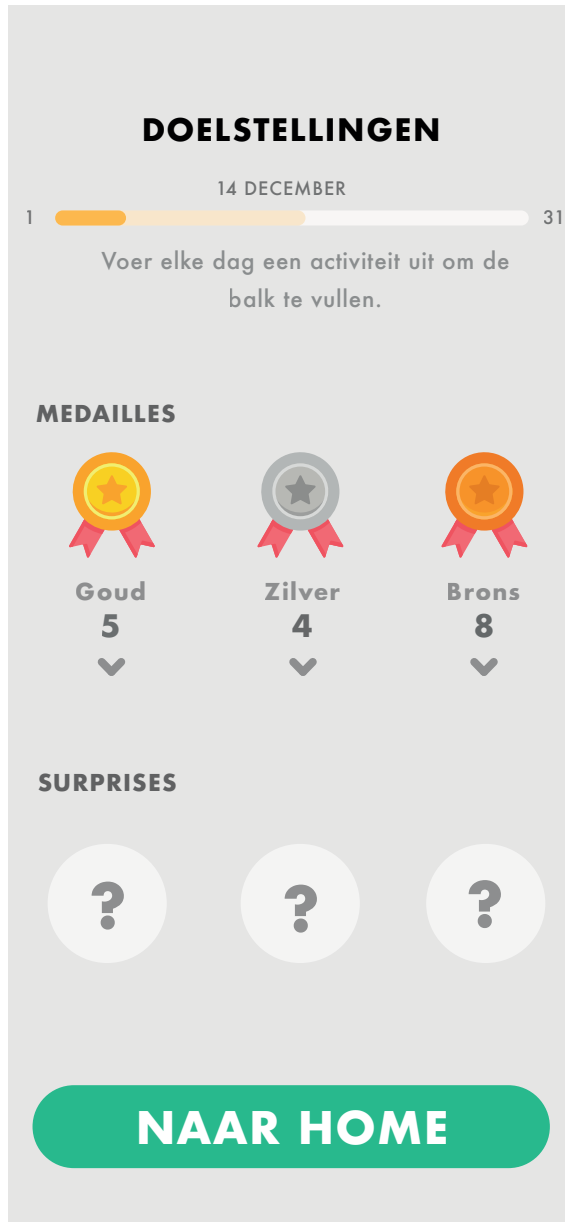 DOELSTELLINGEN
14 DECEMBER
1 31
Voer elke dag een activiteit uit om de
balk te vullen.
MEDAILLES
Goud Zilver Brons
5 4 8
SURPRISES
? ? ?
NAAR HOME